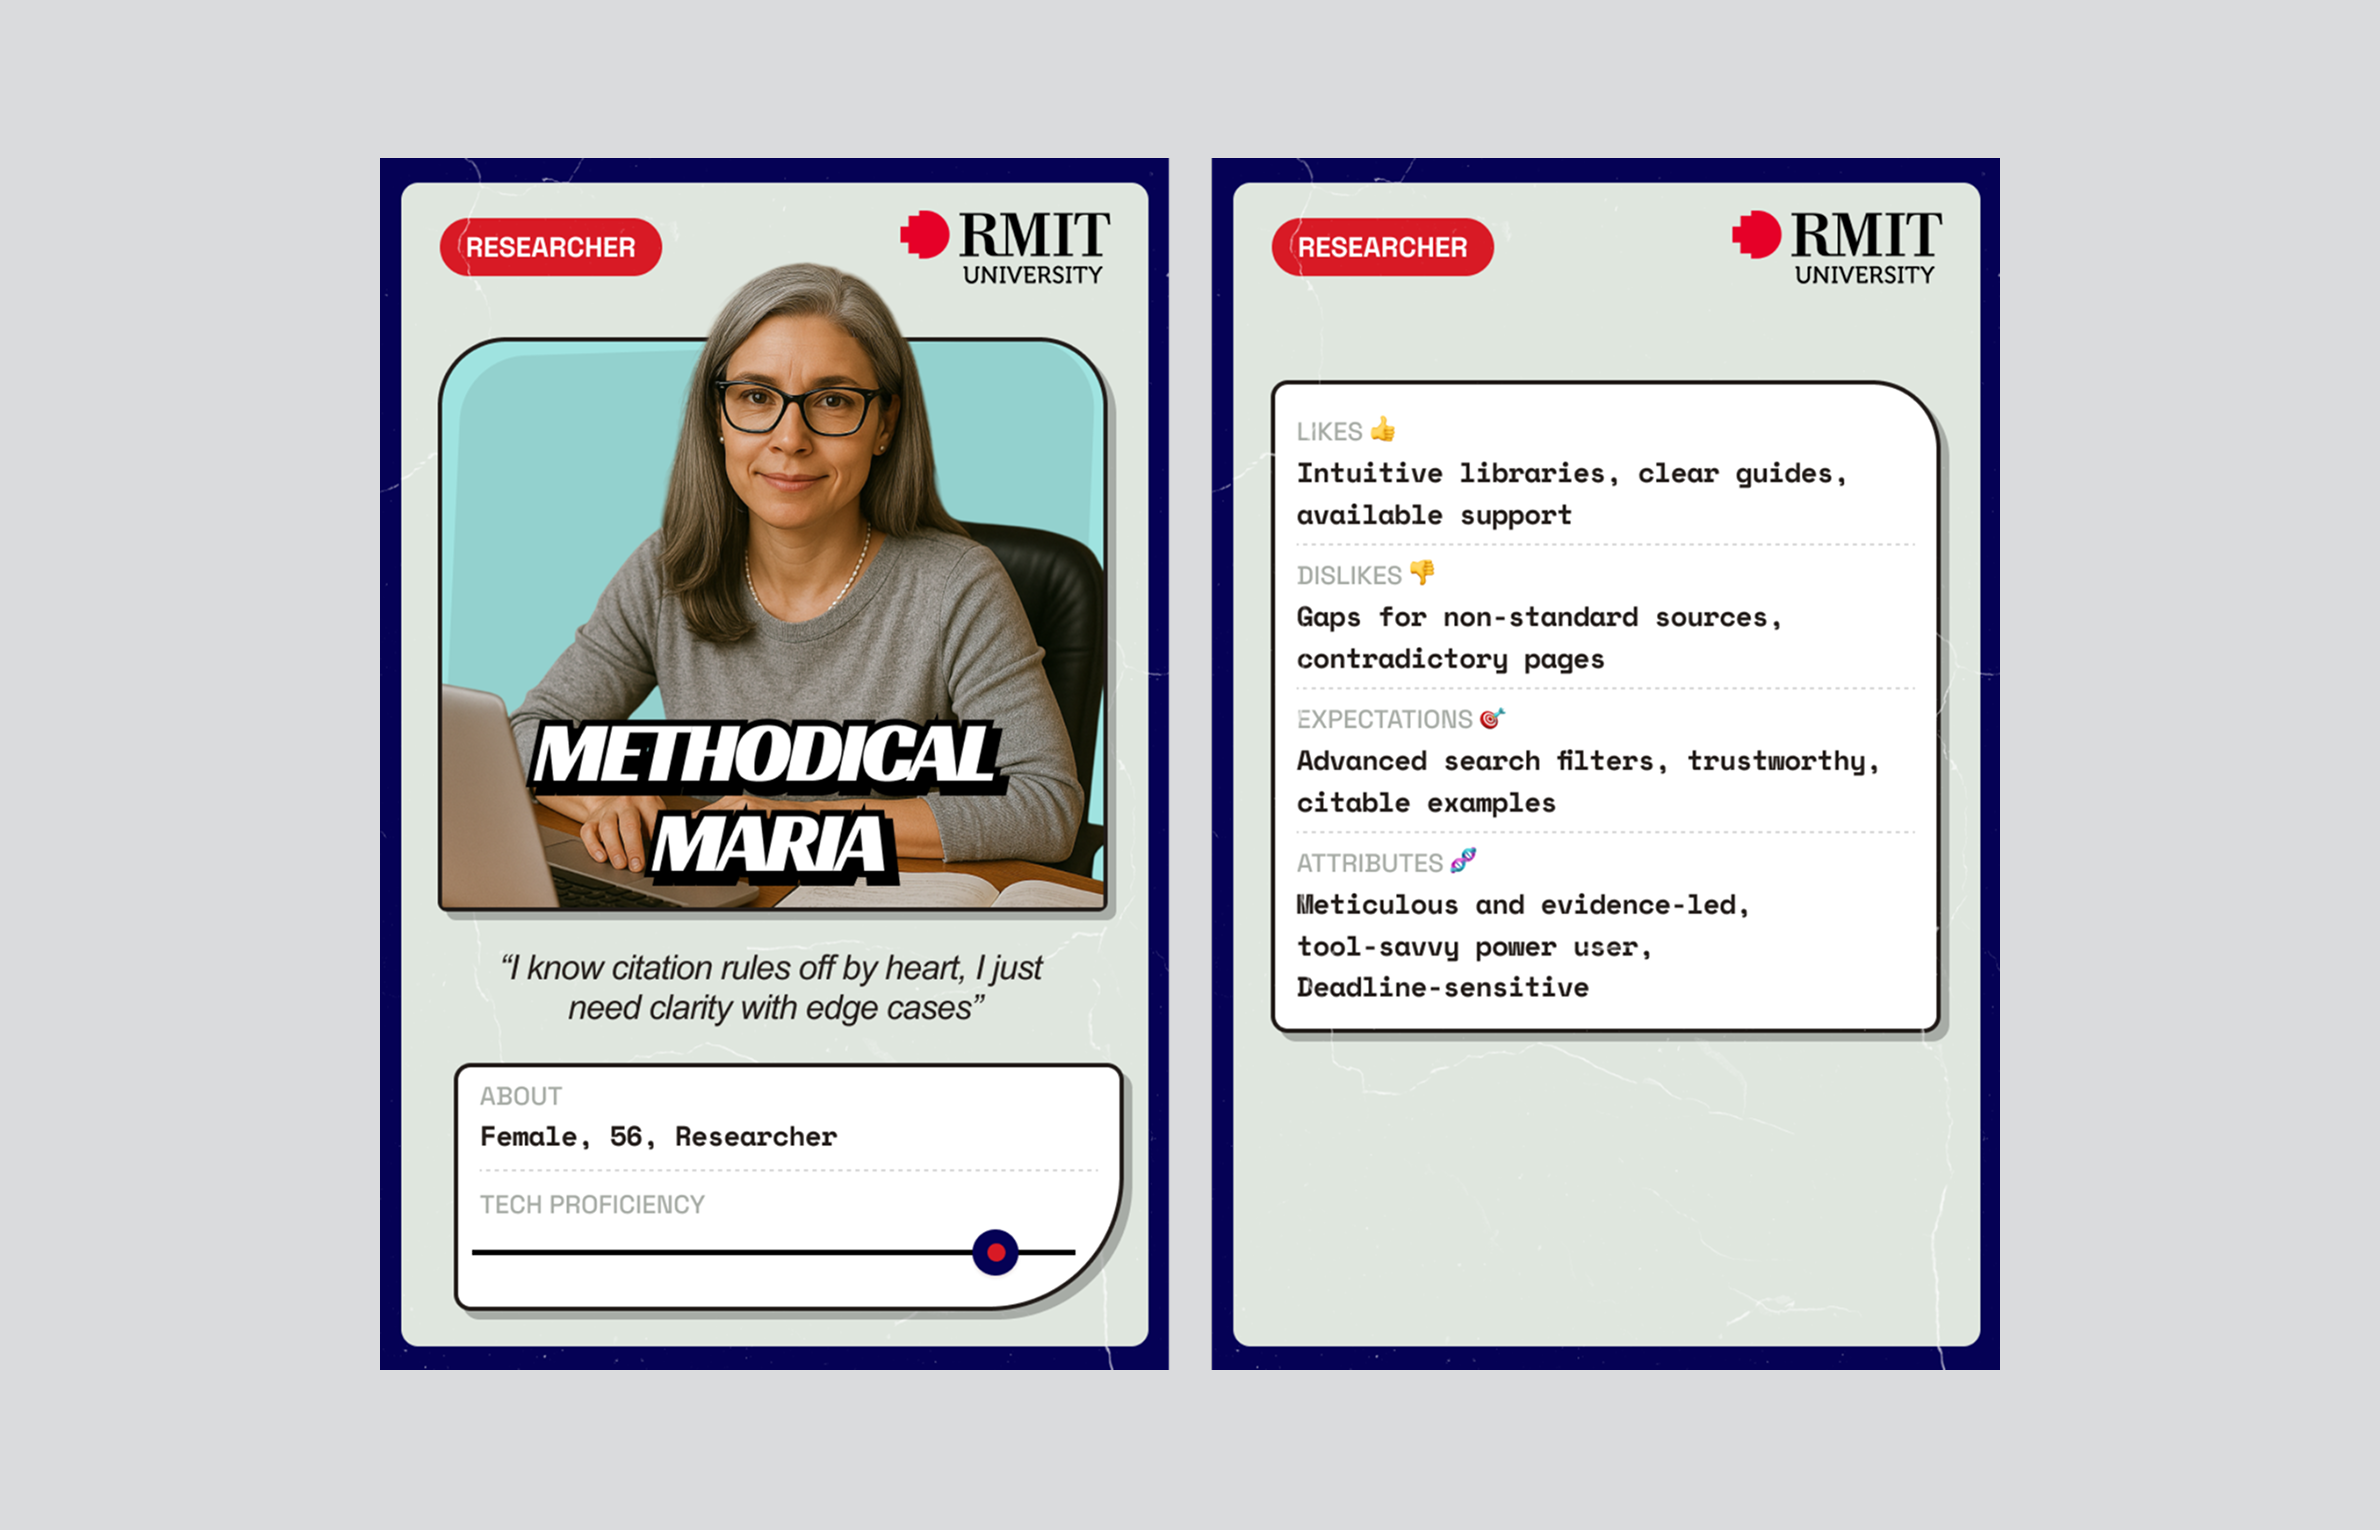 RESEARCHER
RMIT
UNIVERSITY
METHODICAL
MARIA
“I know citation rules off by heart, I just
need clarity with edge cases”
ABOUT
Female, 56, Researcher
TECH PROFICIENCY
RESEARCHER
RMIT
UNIVERSITY
LIKES 👍
Intuitive libraries, clear guides,
available support
DISLIKES 👎
Gaps for non-standard sources,
contradictory pages
EXPECTATIONS 🎯
Advanced search filters, trustworthy,
citable examples
ATTRIBUTES 🧬
Meticulous and evidence-led,
tool-savvy power user,
Deadline-sensitive